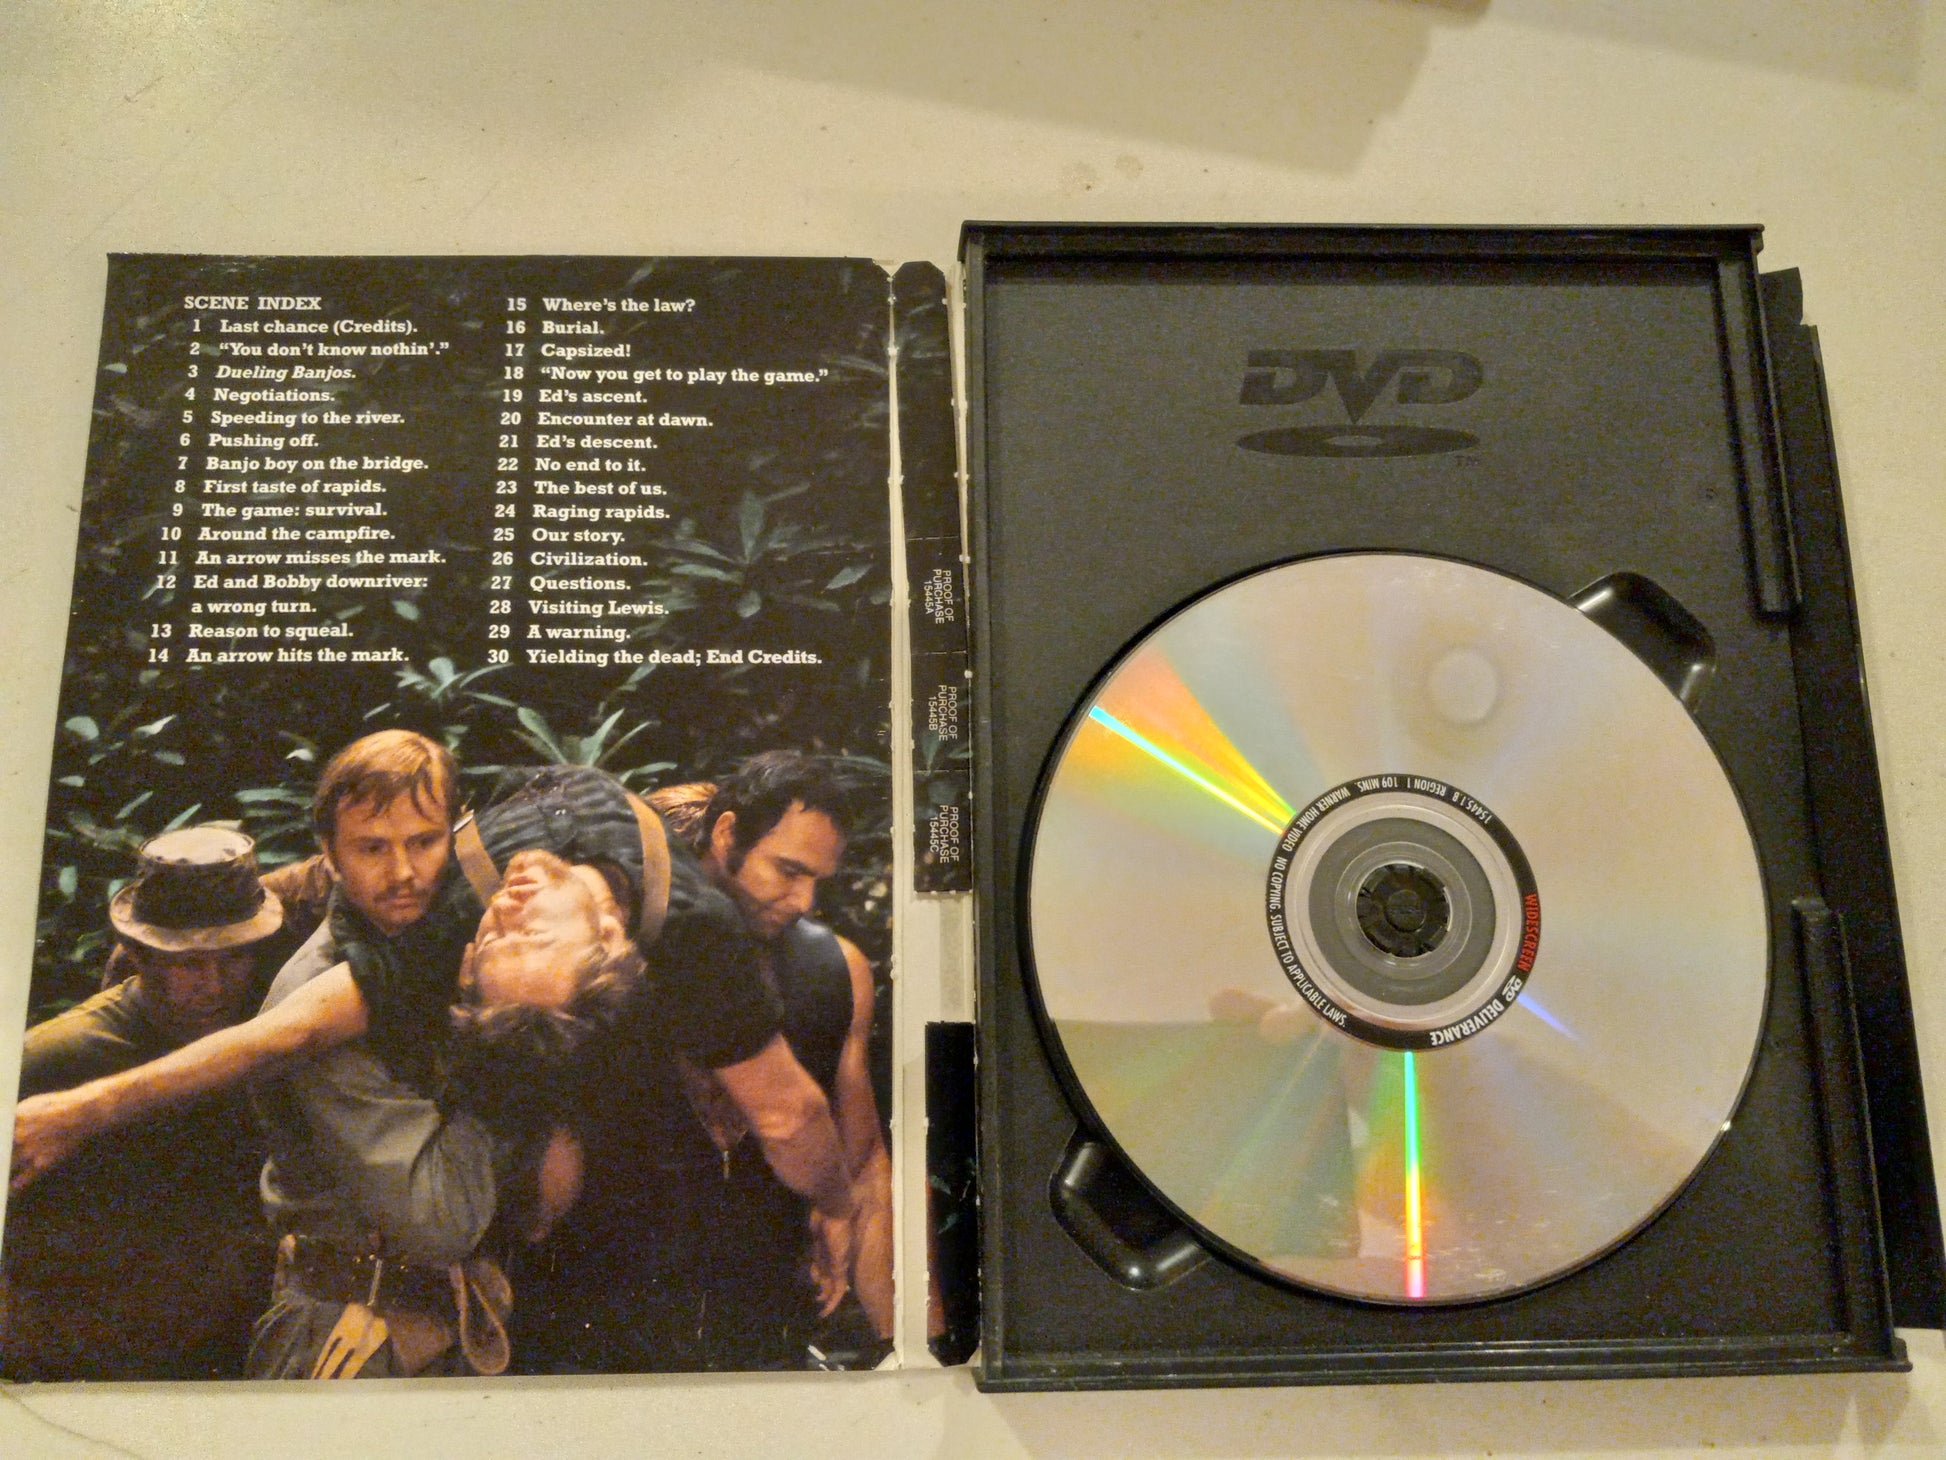 SCENE INDEX
1 Last chance (Credits).
2 “You don’t know nothin’.”
3 Dueling Banjos.
4 Negotiations.
5 Speeding to the river.
6 Pushing off.
7 Banjo boy on the bridge.
8 First taste of rapids.
9 The game: survival.
10 Around the campfire.
11 An arrow misses the mark.
12 Ed and Bobby downriver:
a wrong turn.
13 Reason to squeal.
14 An arrow hits the mark.
15 Where’s the law?
16 Burial.
17 Capsized!
18 “Now you get to play the game.”
19 Ed’s ascent.
20 Encounter at dawn.
21 Ed’s descent.
22 No end to it.
23 The best of us.
24 Raging rapids.
25 Our story.
26 Civilization.
27 Questions.
28 Visiting Lewis.
29 A warning.
30 Yielding the dead; End Credits.
PROOF OF
PURCHASE
15445A
PROOF OF
PURCHASE
15445B
PROOF OF
PURCHASE
15445C
DVD
TM
WIDESCREEN DVD DELIVERANCE
NO COPYING. SUBJECT TO APPLICABLE LAWS.
WARNER HOME VIDEO 109 MINS. REGION 1 15445.1.B